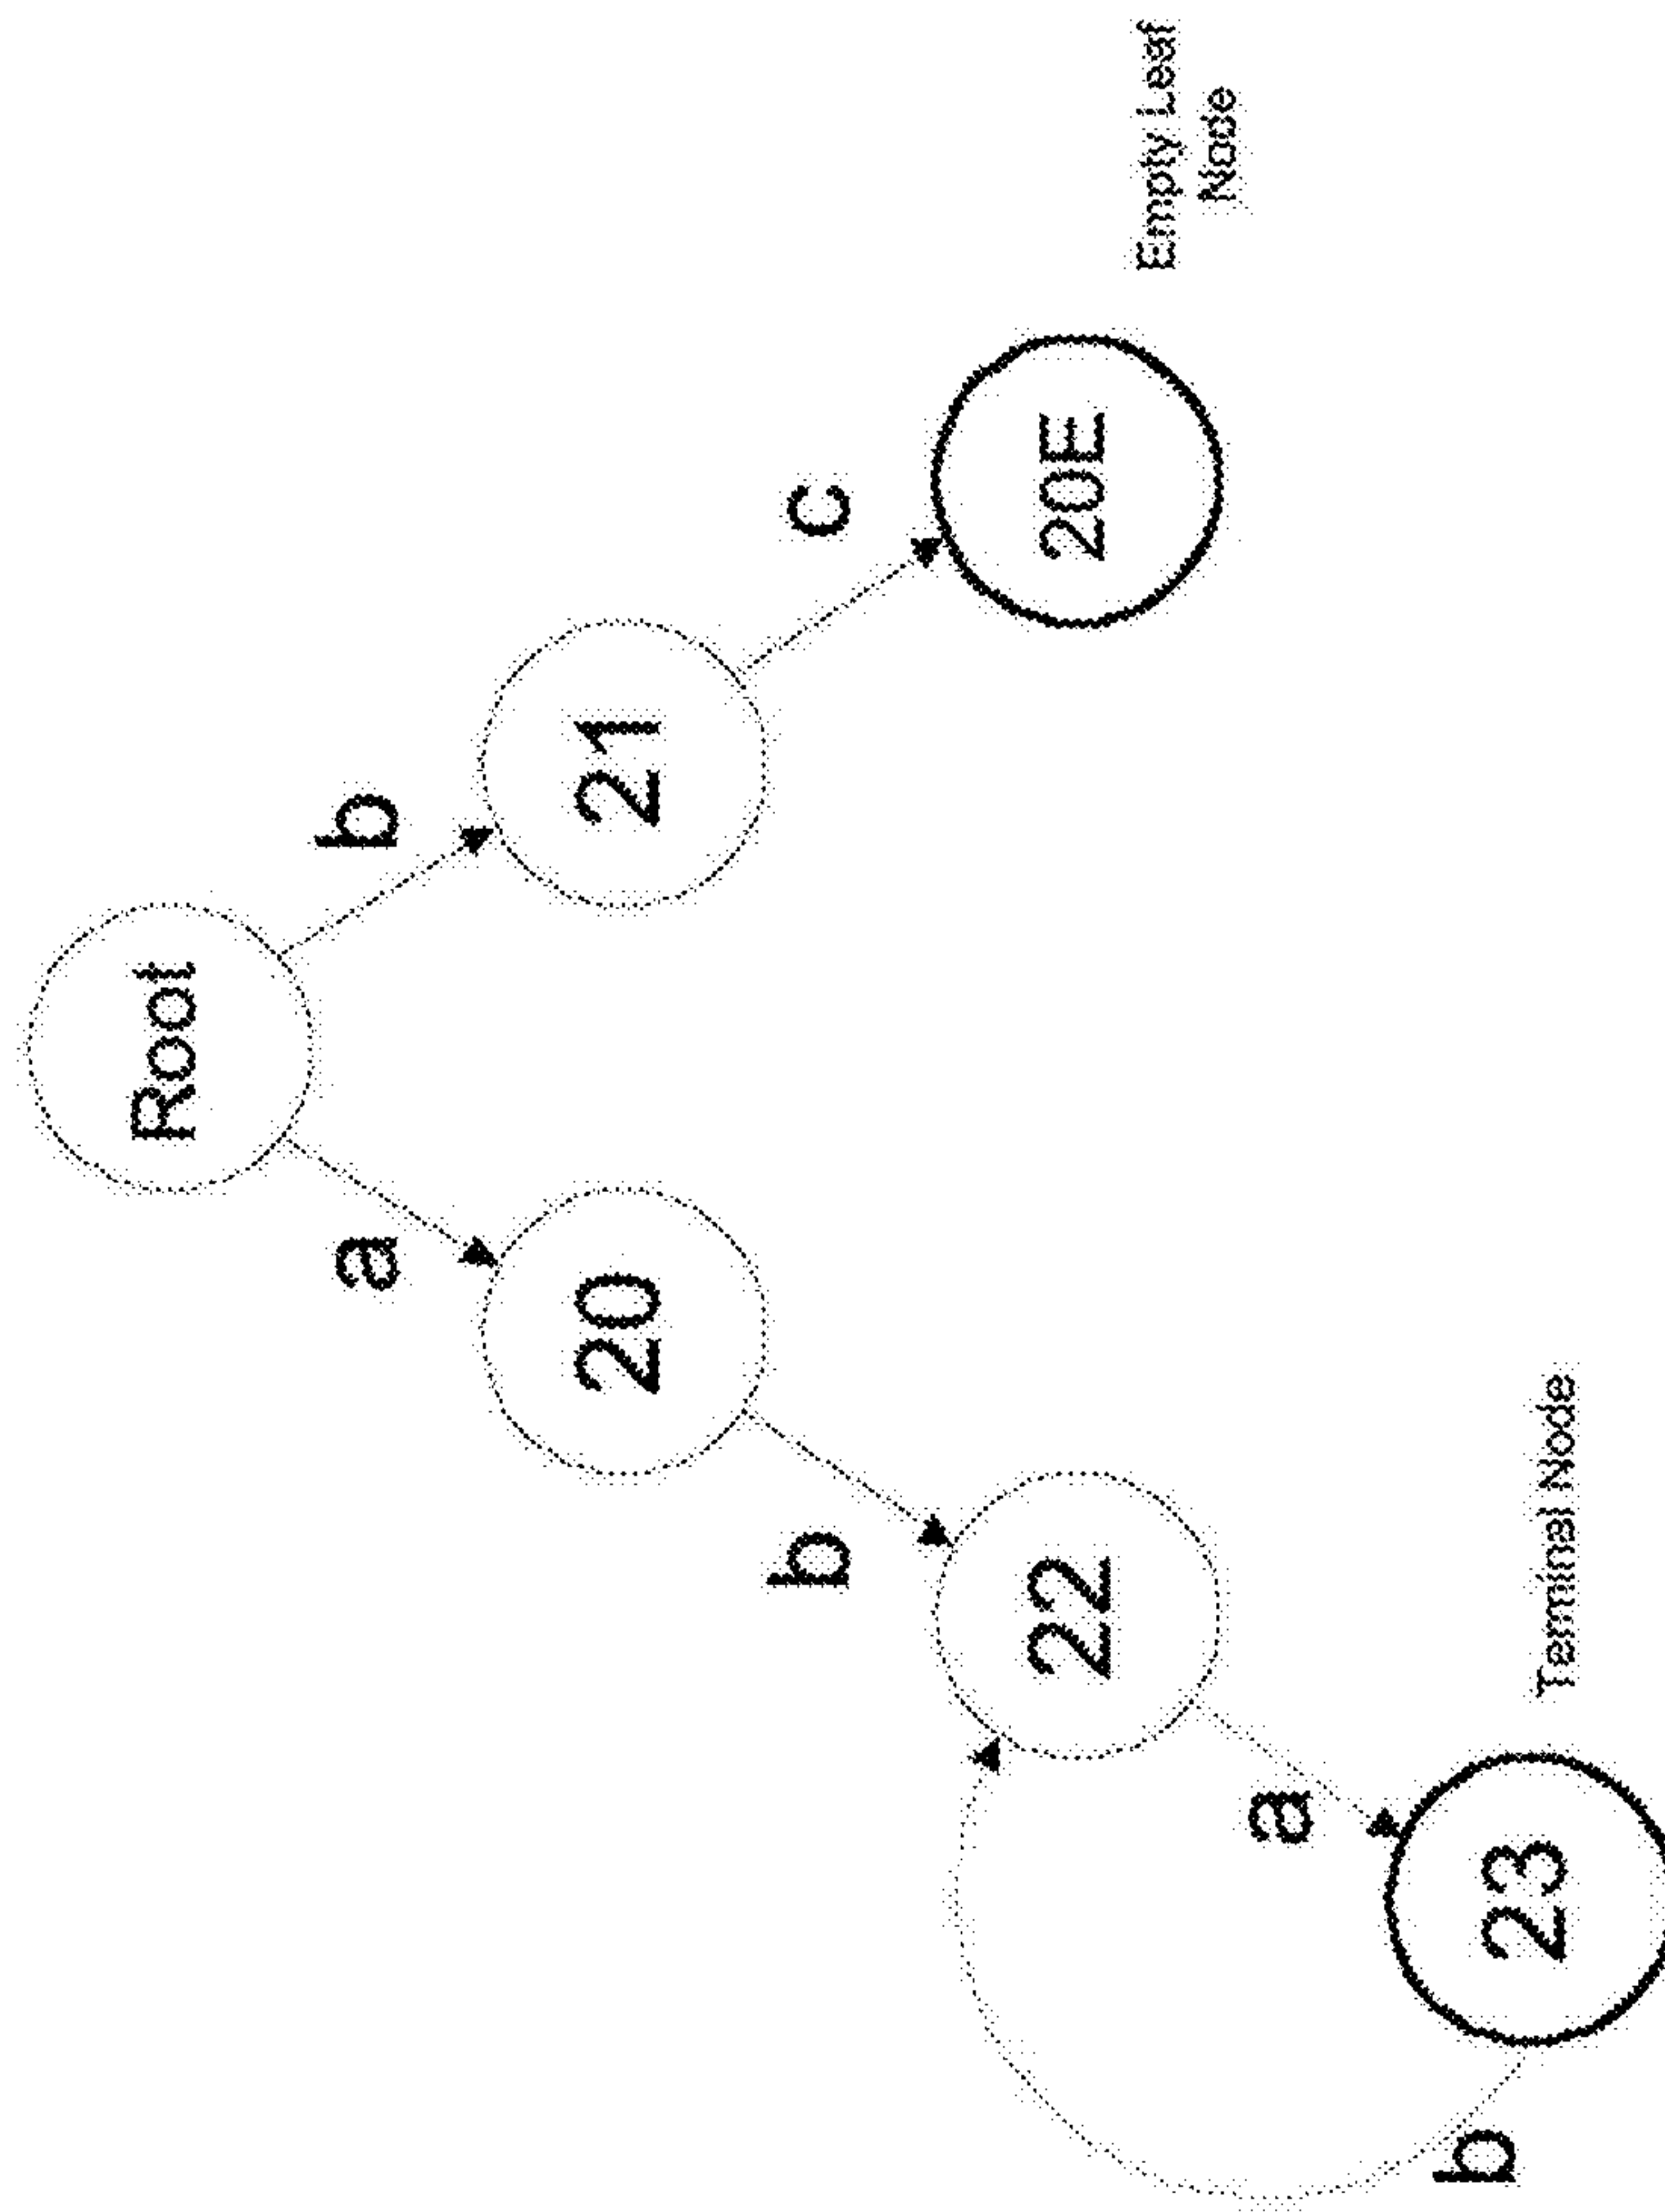 Root
a
b
20
21
b
c
22
20E
Empty Leaf
Node
a
b
23
Terminal Node